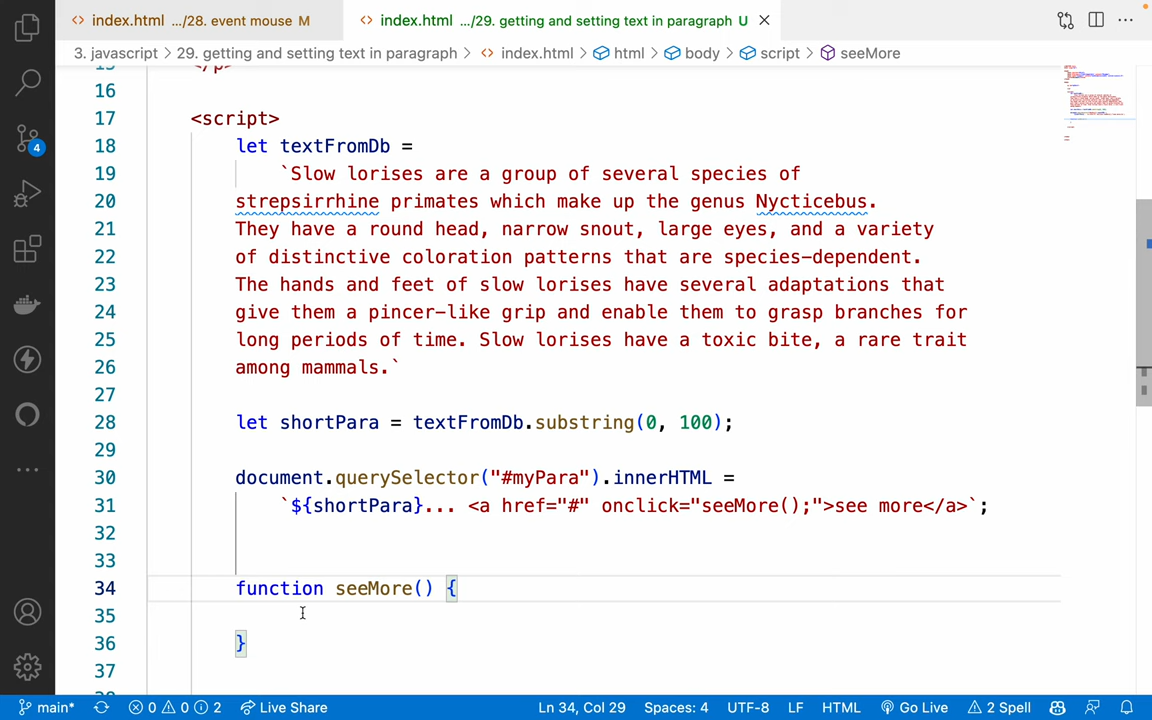 index.html .../28. event mouse M
index.html .../29. getting and setting text in paragraph U
3. javascript > 29. getting and setting text in paragraph > index.html > html > body > script > seeMore
15 </p>
16
17 <script>
18 let textFromDb =
19 `Slow lorises are a group of several species of
20 strepsirrhine primates which make up the genus Nycticebus.
21 They have a round head, narrow snout, large eyes, and a variety
22 of distinctive coloration patterns that are species-dependent.
23 The hands and feet of slow lorises have several adaptations that
24 give them a pincer-like grip and enable them to grasp branches for
25 long periods of time. Slow lorises have a toxic bite, a rare trait
26 among mammals.`
27
28 let shortPara = textFromDb.substring(0, 100);
29
30 document.querySelector("#myPara").innerHTML =
31 `${shortPara}... <a href="#" onclick="seeMore();">see more</a>`;
32
33
34 function seeMore() {
35
36 }
37
4
main* 0 0 2 Live Share Ln 34, Col 29 Spaces: 4 UTF-8 LF HTML Go Live 2 Spell